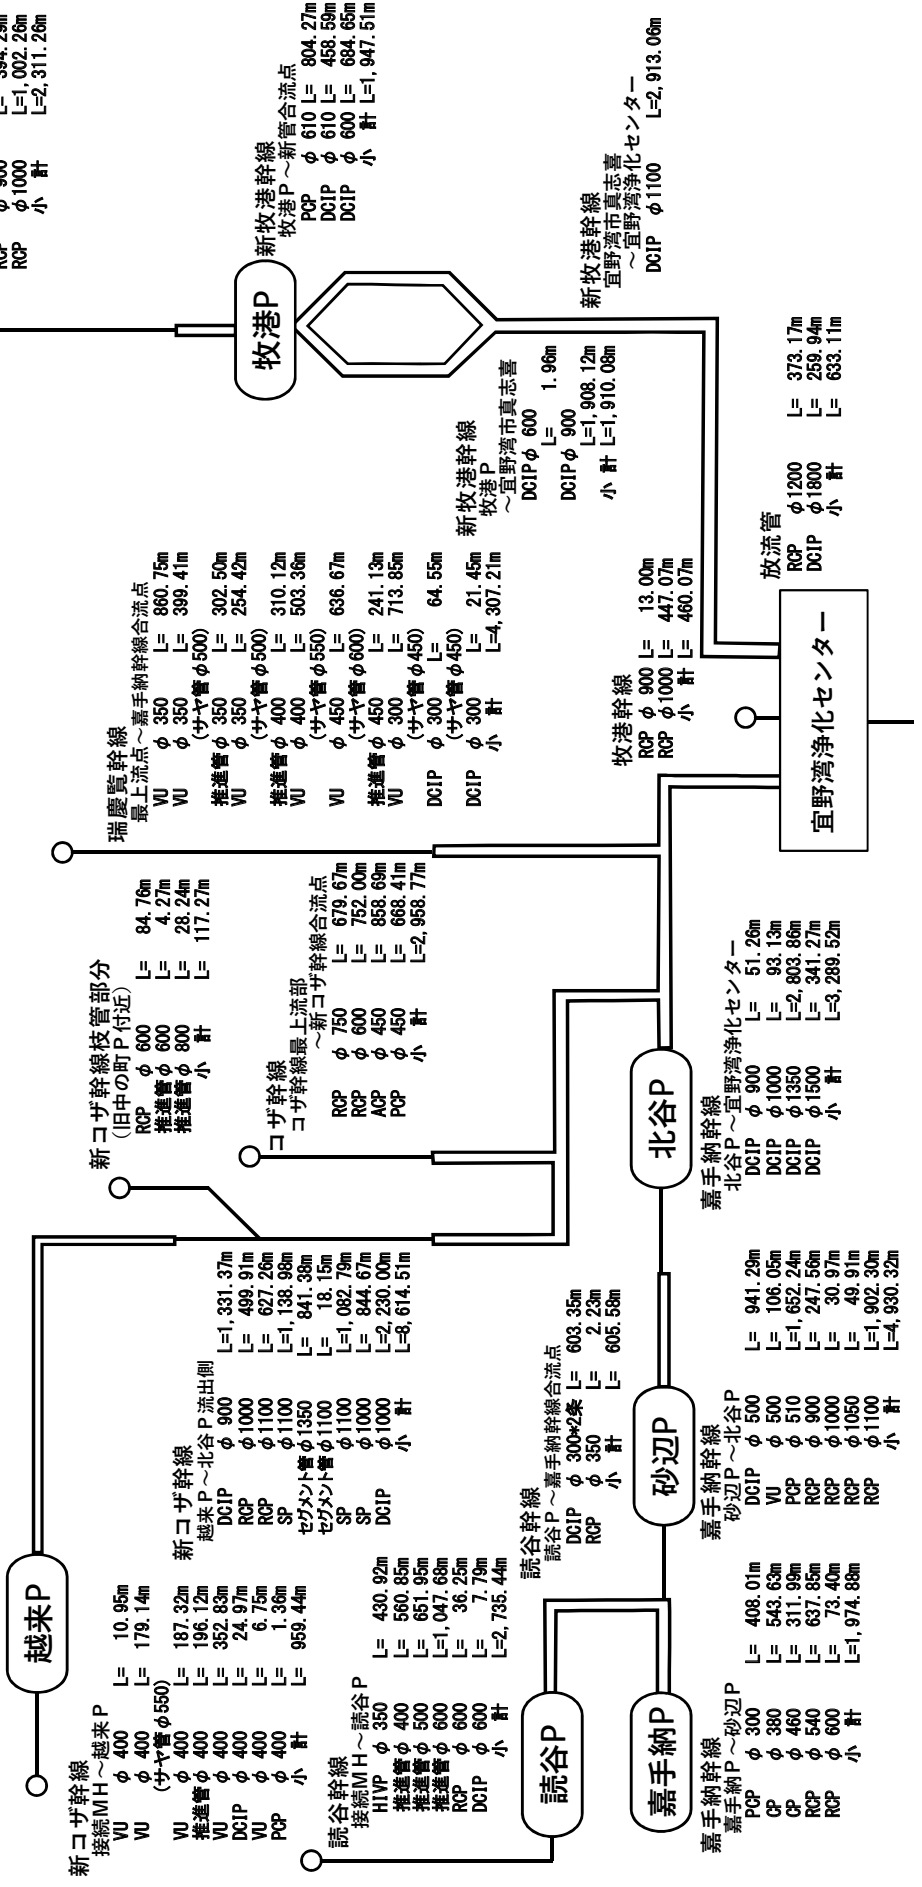 L= 394.29m
φ 900
L=1,002.26m
RCP φ1000
L=2,311.26m
小 計
新牧港幹線
牧港P～新管合流点
PCP φ 610 L= 804.27m
DCIP φ 610 L= 458.59m
DCIP φ 600 L= 684.65m
小 計 L=1,947.51m
牧港P
新牧港幹線
宜野湾市真志喜
～宜野湾浄化センター
DCIP φ1100 L=2,913.06m
新牧港幹線
牧港P
～宜野湾市真志喜
DCIPφ 600
L= 1.96m
DCIPφ 900
L=1,908.12m
小 計 L=1,910.08m
放流管
RCP φ1200 L= 373.17m
DCIP φ1800 L= 259.94m
小 計 L= 633.11m
牧港幹線
RCP φ 900 L= 13.00m
RCP φ1000 L= 447.07m
小 計 L= 460.07m
宜野湾浄化センター
瑞慶覧幹線
最上流点～嘉手納幹線合流点
VU φ 350 L= 860.75m
VU φ 350 L= 399.41m
(サヤ管φ500)
推進管φ 350 L= 302.50m
VU φ 350 L= 254.42m
(サヤ管φ500)
推進管φ 400 L= 310.12m
VU φ 400 L= 503.36m
(サヤ管φ550)
VU φ 450 L= 636.67m
(サヤ管φ600)
推進管φ 450 L= 241.13m
VU φ 300 L= 713.85m
(サヤ管φ450)
DCIP φ 300 L= 64.55m
(サヤ管φ450)
DCIP φ 300 L= 21.45m
小 計 L=4,307.21m
新コザ幹線枝管部分
(旧中の町P付近)
RCP φ 600 L= 84.76m
推進管φ 600 L= 4.27m
推進管φ 800 L= 28.24m
小 計 L= 117.27m
コザ幹線
コザ幹線最上流部
～新コザ幹線合流点
RCP φ 750 L= 679.67m
RCP φ 600 L= 752.00m
ACP φ 450 L= 858.69m
PCP φ 450 L= 668.41m
小 計 L=2,958.77m
北谷P
嘉手納幹線
北谷P～宜野湾浄化センター
DCIP φ 900 L= 51.26m
DCIP φ1000 L= 93.13m
DCIP φ1350 L=2,803.86m
DCIP φ1500 L= 341.27m
小 計 L=3,289.52m
新コザ幹線
越来P～北谷P流出側
DCIP φ 900 L=1,331.37m
RCP φ1000 L= 499.91m
RCP φ1100 L= 627.26m
SP φ1100 L=1,138.98m
セグメント管φ1350 L= 841.38m
セグメント管φ1100 L= 18.15m
SP φ1100 L=1,082.79m
SP φ1000 L= 844.67m
DCIP φ1000 L=2,230.00m
小 計 L=8,614.51m
読谷幹線
読谷P～嘉手納幹線合流点
DCIP φ 300*2条 L= 603.35m
RCP φ 350 L= 2.23m
小 計 L= 605.58m
砂辺P
嘉手納幹線
砂辺P～北谷P
DCIP φ 500 L= 941.29m
VU φ 500 L= 106.05m
PCP φ 510 L=1,652.24m
RCP φ 900 L= 247.56m
RCP φ1000 L= 30.97m
RCP φ1050 L= 49.91m
RCP φ1100 L=1,902.30m
小 計 L=4,930.32m
越来P
新コザ幹線
接続MH～越来P
VU φ 400 L= 10.95m
VU φ 400 L= 179.14m
(サヤ管φ550)
VU φ 400 L= 187.32m
推進管φ 400 L= 196.12m
VU φ 400 L= 352.83m
DCIP φ 400 L= 24.97m
VU φ 400 L= 6.75m
PCP φ 400 L= 1.36m
小 計 L= 959.44m
読谷幹線
接続MH～読谷P
HIVP φ 350 L= 430.92m
推進管φ 400 L= 560.85m
推進管φ 500 L= 651.95m
推進管φ 600 L=1,047.68m
RCP φ 600 L= 36.25m
DCIP φ 600 L= 7.79m
小 計 L=2,735.44m
読谷P
嘉手納P
嘉手納幹線
嘉手納P～砂辺P
PCP φ 300 L= 408.01m
CP φ 380 L= 543.63m
CP φ 460 L= 311.99m
RCP φ 540 L= 637.85m
RCP φ 600 L= 73.40m
小 計 L=1,974.88m